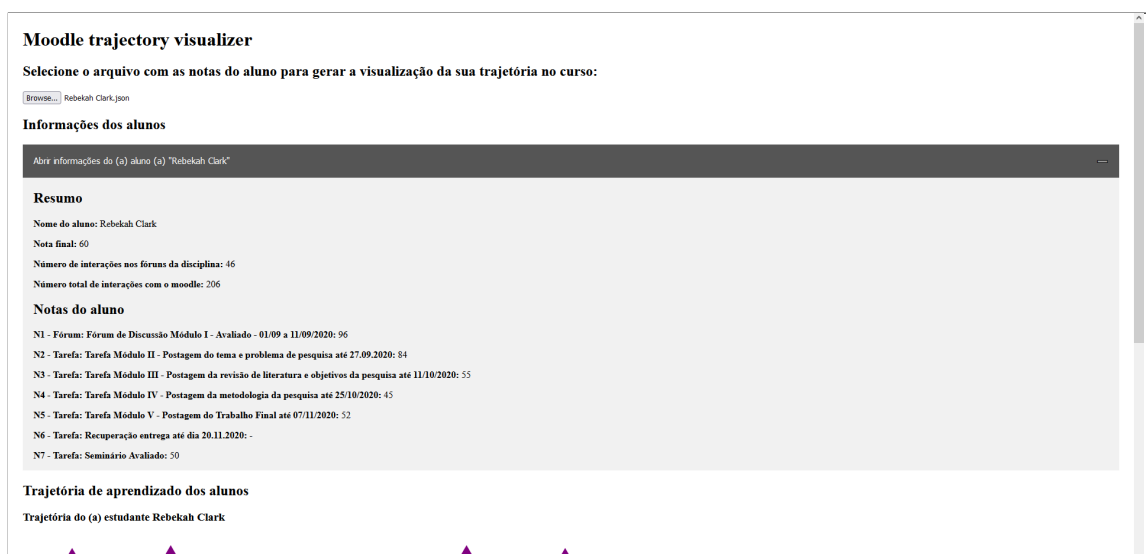 Moodle trajectory visualizer
Selecione o arquivo com as notas do aluno para gerar a visualização da sua trajetória no curso:
Browse... Rebekah Clark.json
Informações dos alunos
Abrir informações do (a) aluno (a) "Rebekah Clark"
Resumo
Nome do aluno: Rebekah Clark
Nota final: 60
Número de interações nos fóruns da disciplina: 46
Número total de interações com o moodle: 206
Notas do aluno
N1 - Fórum: Fórum de Discussão Módulo I - Avaliado - 01/09 a 11/09/2020: 96
N2 - Tarefa: Tarefa Módulo II - Postagem do tema e problema de pesquisa até 27.09.2020: 84
N3 - Tarefa: Tarefa Módulo III - Postagem da revisão de literatura e objetivos da pesquisa até 11/10/2020: 55
N4 - Tarefa: Tarefa Módulo IV - Postagem da metodologia da pesquisa até 25/10/2020: 45
N5 - Tarefa: Tarefa Módulo V - Postagem do Trabalho Final até 07/11/2020: 52
N6 - Tarefa: Recuperação entrega até dia 20.11.2020: -
N7 - Tarefa: Seminário Avaliado: 50
Trajetória de aprendizado dos alunos
Trajetória do (a) estudante Rebekah Clark